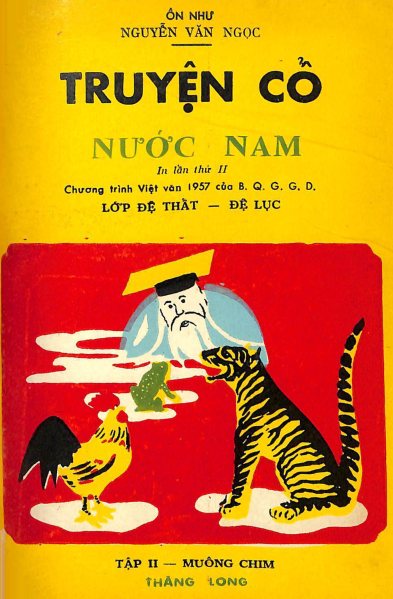 ÔN NHƯ
NGUYỄN VĂN NGỌC
TRUYỆN CỔ
NƯỚC NAM
In lần thứ II
Chương trình Việt văn 1957 của B. Q. G. G. D.
LỚP ĐỆ THẤT — ĐỆ LỤC
TẬP II — MUÔNG CHIM
THĂNG LONG